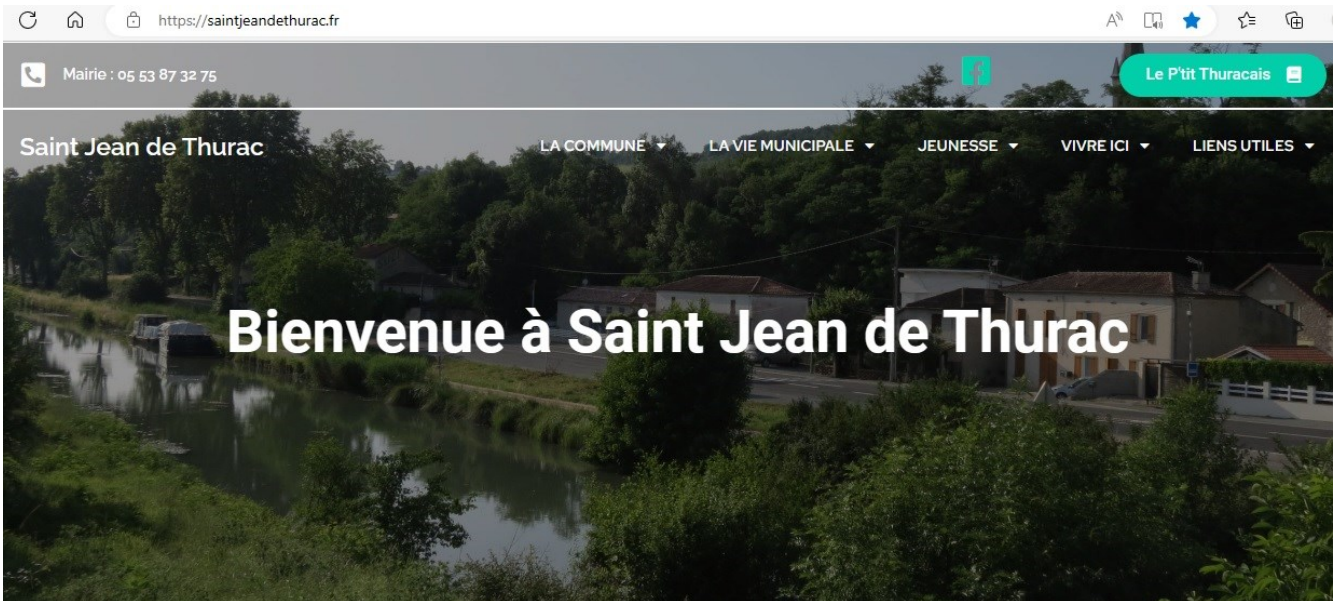 https://saintjeandethurac.fr
Mairie : 05 53 87 32 75
Le P'tit Thuracais
Saint Jean de Thurac
LA COMMUNE
LA VIE MUNICIPALE
JEUNESSE
VIVRE ICI
LIENS UTILES
Bienvenue à Saint Jean de Thurac